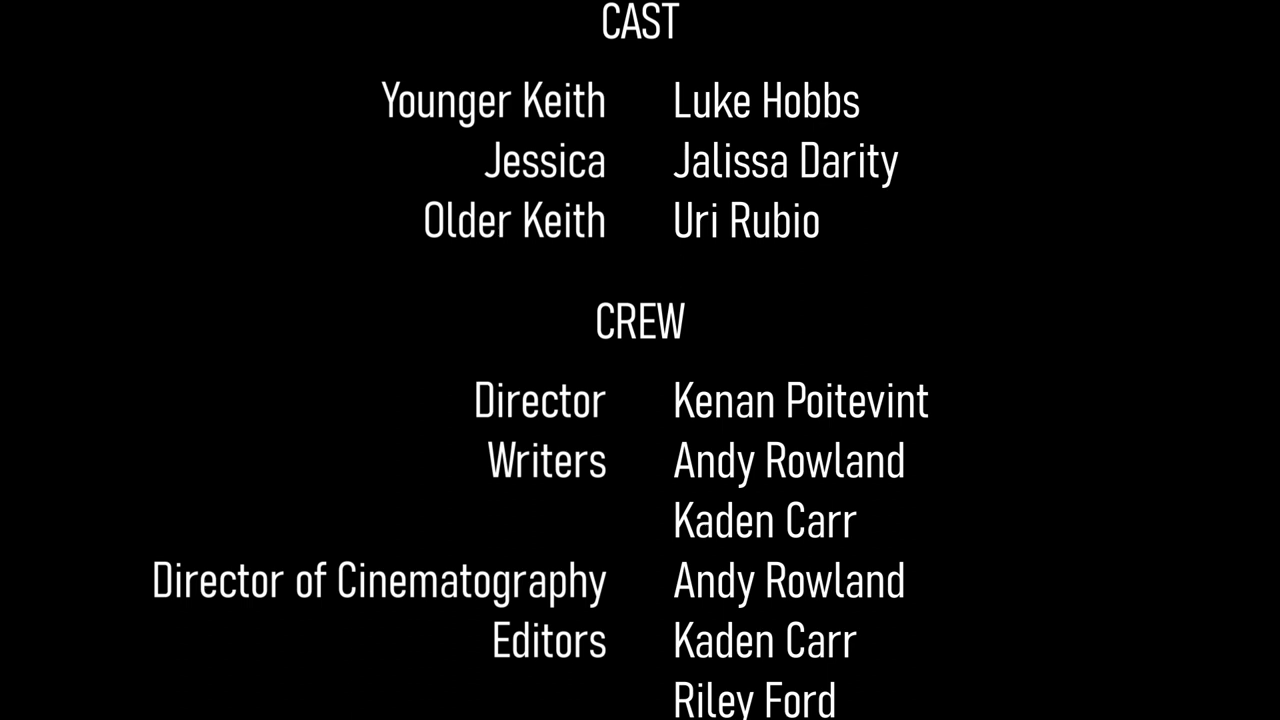 CAST
Younger Keith Luke Hobbs
Jessica Jalissa Darity
Older Keith Uri Rubio
CREW
Director Kenan Poitevint
Writers Andy Rowland
Kaden Carr
Director of Cinematography Andy Rowland
Editors Kaden Carr
Riley Ford